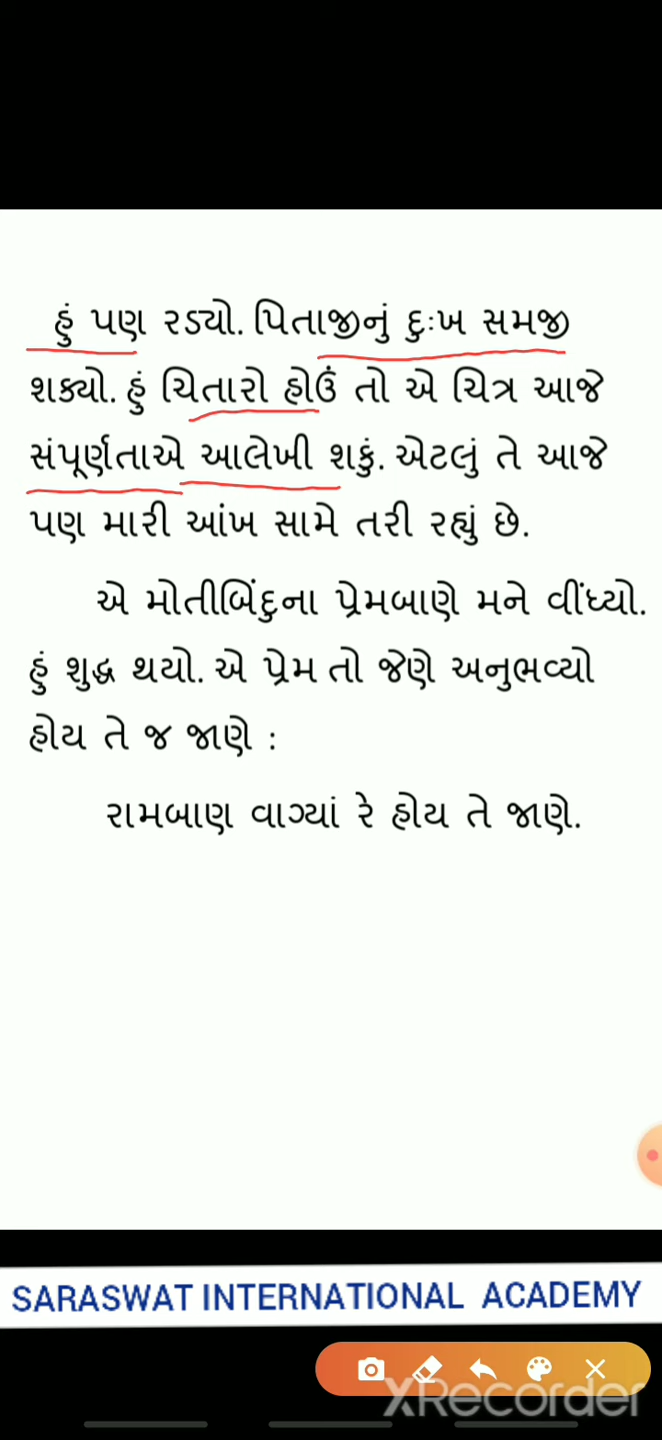 હું પણ રડ્યો. પિતાજીનું દુઃખ સમજી
શક્યો. હું ચિતારો હોઉં તો એ ચિત્ર આજે
સંપૂર્ણતાએ આલેખી શકું. એટલું તે આજે
પણ મારી આંખ સામે તરી રહ્યું છે.
એ મોતીબિંદુના પ્રેમબાણે મને વીંધ્યો.
હું શુદ્ધ થયો. એ પ્રેમ તો જેણે અનુભવ્યો
હોય તે જ જાણે :
રામબાણ વાગ્યાં રે હોય તે જાણે.
SARASWAT INTERNATIONAL ACADEMY
XRecorder